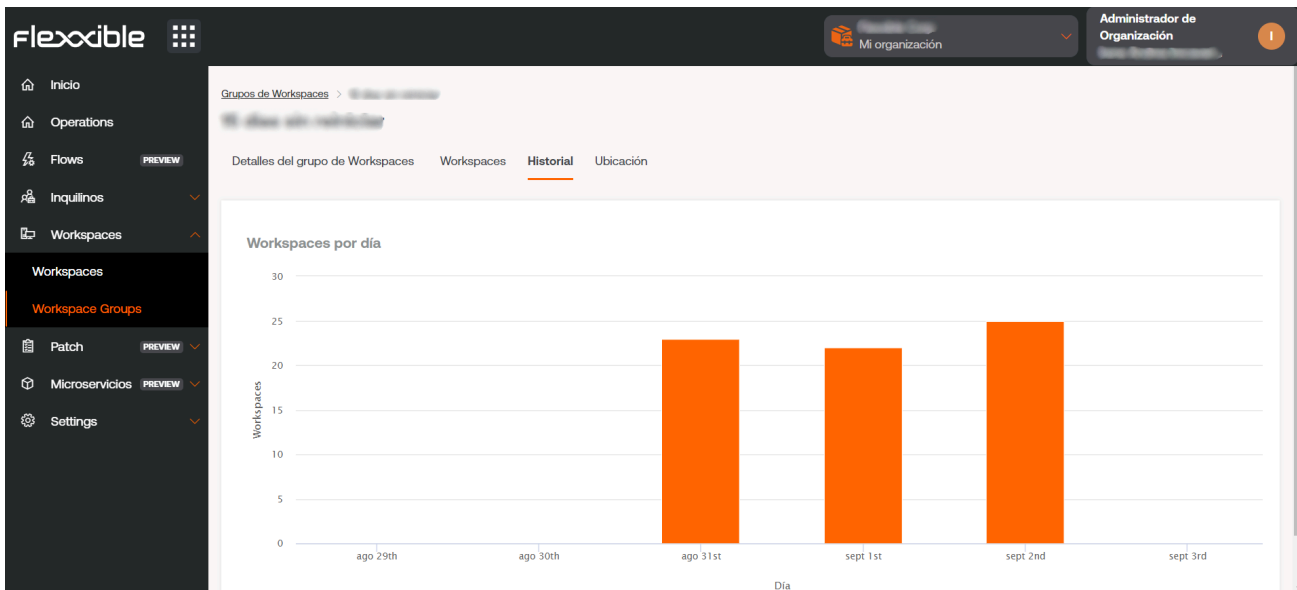 Flexxible
Mi organización
Administrador de
Organización
I
Inicio
Operations
Flows PREVIEW
Inquilinos
Workspaces
Workspaces
Workspace Groups
Patch PREVIEW
Microservicios PREVIEW
Settings
Grupos de Workspaces >
Detalles del grupo de Workspaces Workspaces Historial Ubicación
Workspaces por día
30
25
20
15
10
5
0
Workspaces
ago 29th ago 30th ago 31st sept 1st sept 2nd sept 3rd
Día